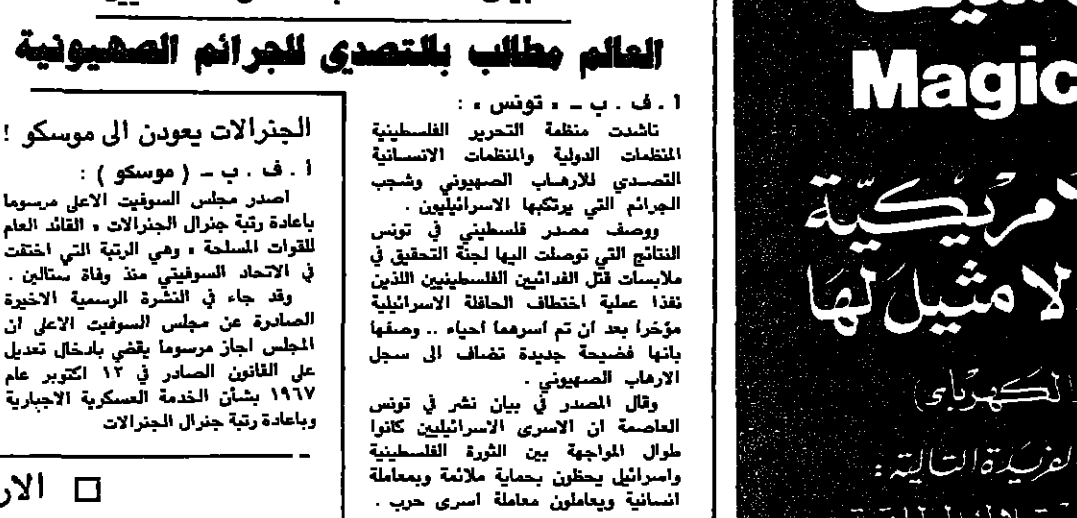 العالم مطالب بالتصدي للجرائم الصهيونية
أ . ف . ب – « تونس » :
ناشدت منظمة التحرير الفلسطينية
المنظمات الدولية والمنظمات الانسانية
التصدي للارهاب الصهيوني وشجب
الجرائم التي يرتكبها الاسرائيليون .
ووصف مصدر فلسطيني في تونس
النتائج التي توصلت اليها لجنة التحقيق في
ملابسات قتل الفدائيين الفلسطينيين اللذين
نفذا عملية اختطاف الحافلة الاسرائيلية
مؤخرا بعد ان تم اسرهما احياء .. وصفها
بانها فضيحة جديدة تضاف الى سجل
الارهاب الصهيوني .
وقال المصدر في بيان نشر في تونس
العاصمة ان الاسرى الاسرائيليين كانوا
طوال المواجهة بين الثورة الفلسطينية
واسرائيل يحظون بحماية ملائمة وبمعاملة
انسانية ويعاملون معاملة اسرى حرب .
الجنرالات يعودن الى موسكو !
أ . ف . ب – ( موسكو ) :
اصدر مجلس السوفيت الاعلى مرسوما
باعادة رتبة جنرال الجنرالات « القائد العام
للقوات المسلحة » وهي الرتبة التي اختفت
في الاتحاد السوفيتي منذ وفاة ستالين .
وقد جاء في النشرة الرسمية الاخيرة
الصادرة عن مجلس السوفيت الاعلى ان
المجلس اجاز مرسوما يقضي بادخال تعديل
على القانون الصادر في ١٢ اكتوبر عام
١٩٦٧ بشأن الخدمة العسكرية الاجبارية
وباعادة رتبة جنرال الجنرالات
Magic
لا مثيل لها
الكهربائي